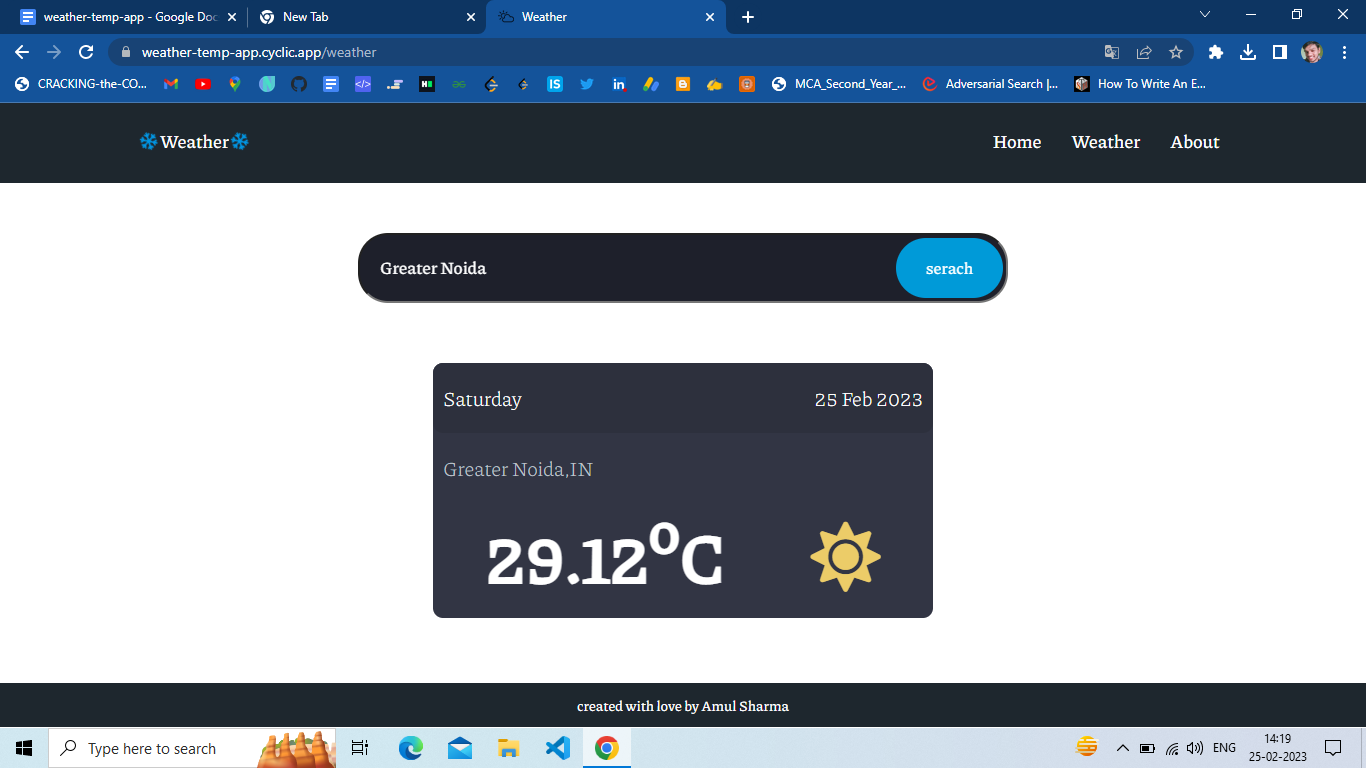 weather-temp-app - Google Doc
New Tab
Weather
weather-temp-app.cyclic.app/weather
CRACKING-the-CO...
MCA_Second_Year_...
Adversarial Search |...
How To Write An E...
Weather
Home
Weather
About
Greater Noida
serach
Saturday
25 Feb 2023
Greater Noida,IN
29.12⁰C
created with love by Amul Sharma
Type here to search
ENG
14:19
25-02-2023